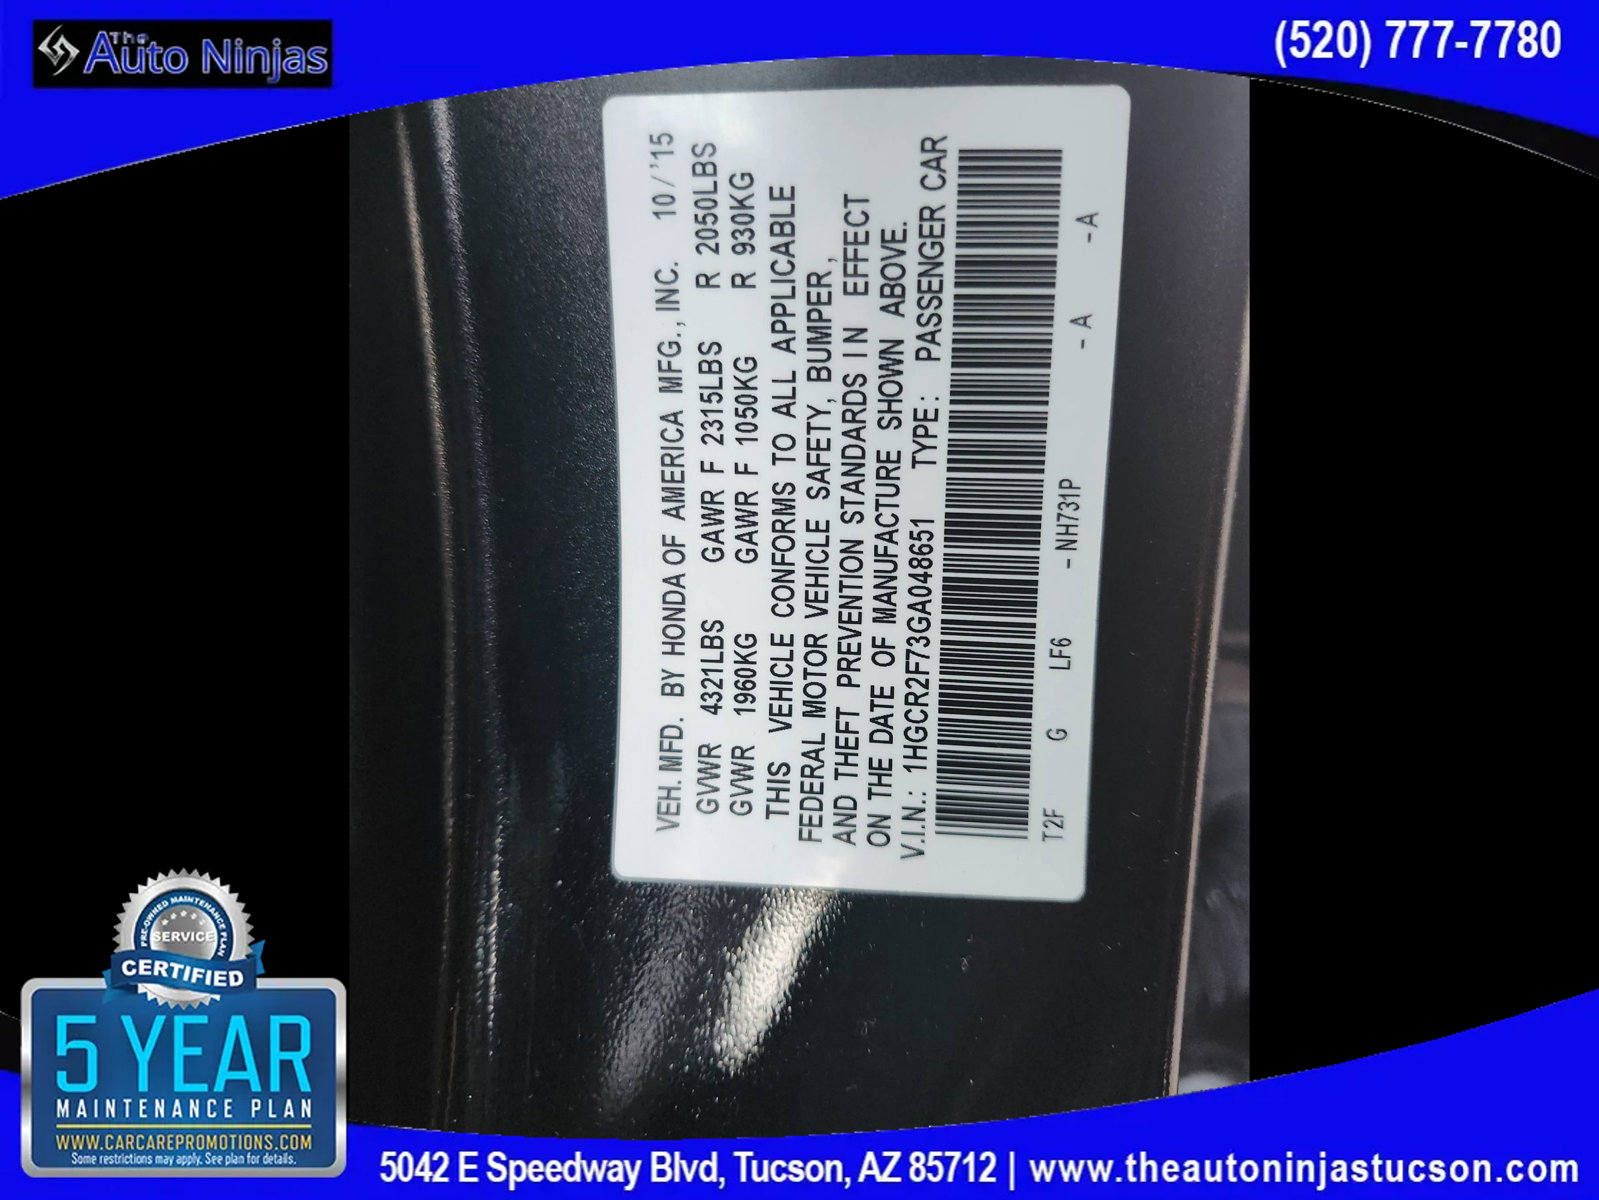 The
Auto Ninjas
(520) 777-7780
VEH. MFD. BY HONDA OF AMERICA MFG., INC. 10/'15
GVWR 4321LBS GAWR F 2315LBS R 2050LBS
GVWR 1960KG GAWR F 1050KG R 930KG
THIS VEHICLE CONFORMS TO ALL APPLICABLE
FEDERAL MOTOR VEHICLE SAFETY, BUMPER,
AND THEFT PREVENTION STANDARDS IN EFFECT
ON THE DATE OF MANUFACTURE SHOWN ABOVE.
V.I.N.: 1HGCR2F73GA048651 TYPE: PASSENGER CAR
T2F G LF6 - NH731P - A - A
PRE-OWNED MAINTENANCE PLAN
SERVICE
CERTIFIED
5 YEAR
MAINTENANCE PLAN
WWW.CARCAREPROMOTIONS.COM
Some restrictions may apply. See plan for details.
5042 E Speedway Blvd, Tucson, AZ 85712 | www.theautoninjastucson.com